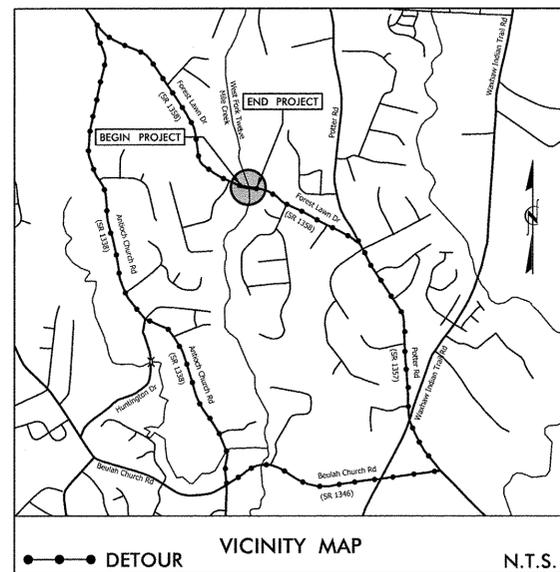 Waxhaw Indian Trail Rd
Forest Lawn Dr
(SR 1358)
West Fork Twelve
Mile Creek
END PROJECT
Potter Rd
BEGIN PROJECT
Forest Lawn Dr
(SR 1358)
Antioch Church Rd
(SR 1338)
Antioch Church Rd
(SR 1338)
Potter Rd
(SR 1357)
Waxhaw Indian Trail Rd
Huntington Dr
Beulah Church Rd
Beulah Church Rd
(SR 1346)
VICINITY MAP
DETOUR
N.T.S.